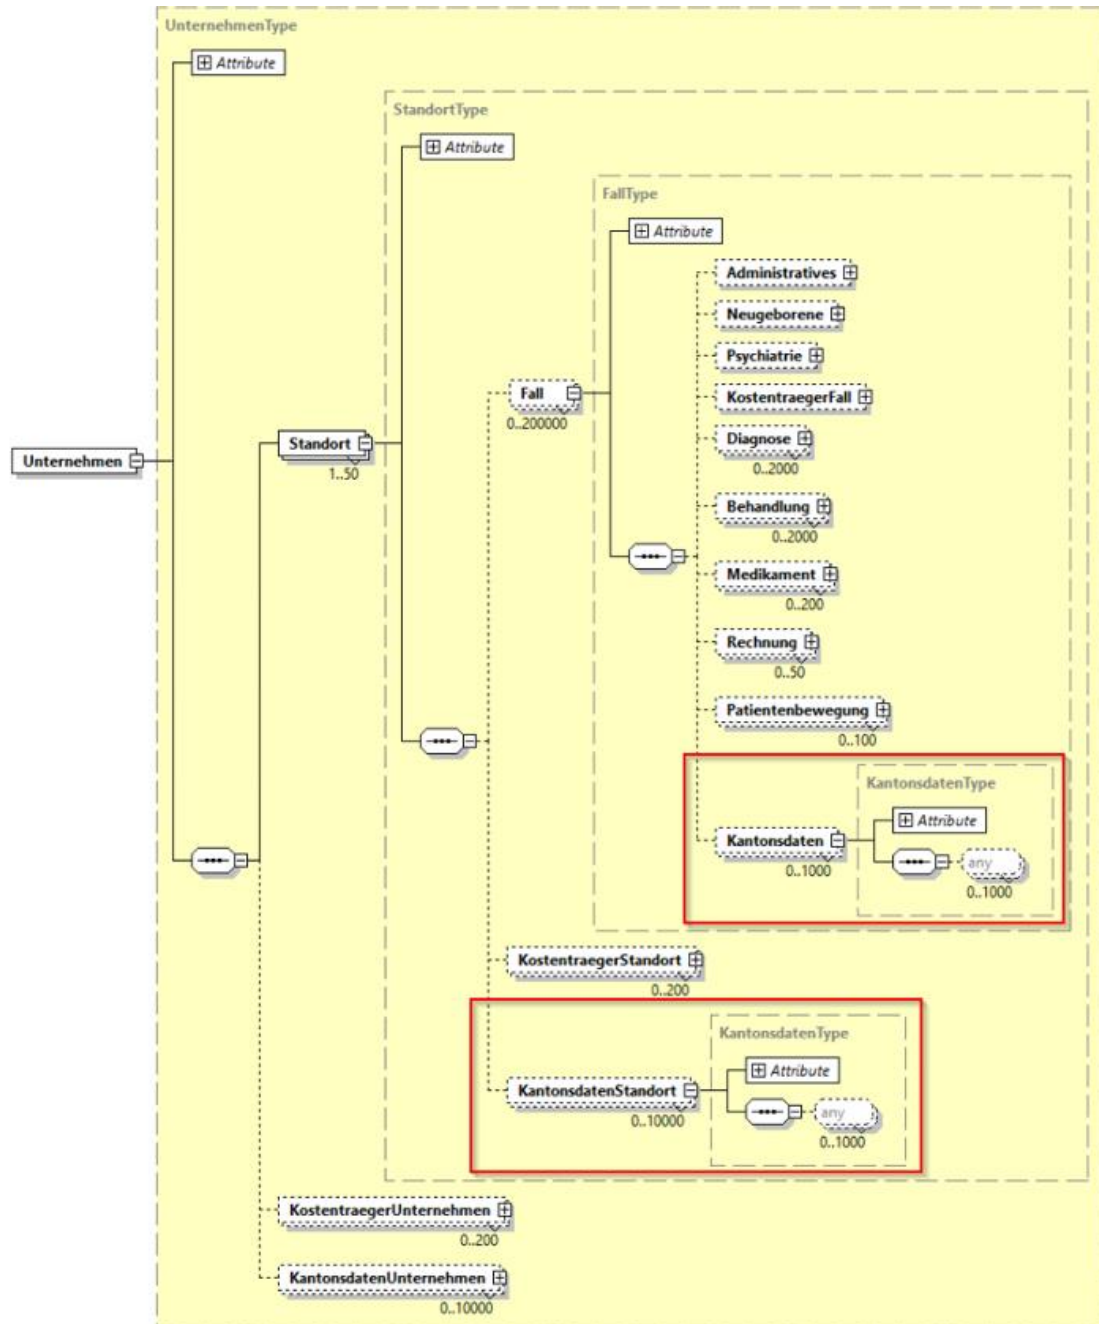 UnternehmenType
Attribute
StandortType
Attribute
FallType
Attribute
Administratives
Neugeborene
Psychiatrie
Fall
0..200000
KostentraegerFall
Diagnose
0..2000
Standort
1..50
Unternehmen
Behandlung
0..2000
Medikament
0..200
Rechnung
0..50
Patientenbewegung
0..100
KantonsdatenType
Attribute
Kantonsdaten
0..1000
any
0..1000
KostentraegerStandort
0..200
KantonsdatenType
Attribute
KantonsdatenStandort
0..10000
any
0..1000
KostentraegerUnternehmen
0..200
KantonsdatenUnternehmen
0..10000